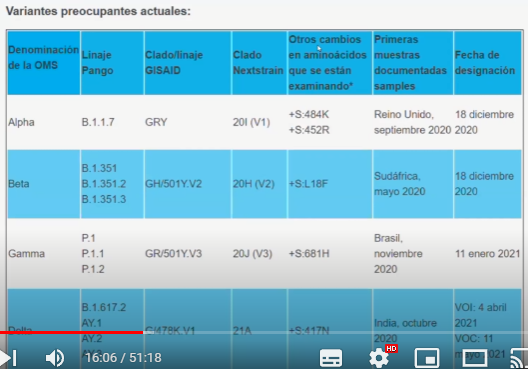 Variantes preocupantes actuales:
Denominación de la OMS
Linaje Pango
Clado/linaje GISAID
Clado Nextstrain
Otros cambios en aminoácidos que se están examinando*
Primeras muestras documentadas samples
Fecha de designación
Alpha
B.1.1.7
GRY
20I (V1)
+S:484K
+S:452R
Reino Unido, septiembre 2020
18 diciembre 2020
Beta
B.1.351
B.1.351.2
B.1.351.3
GH/501Y.V2
20H (V2)
+S:L18F
Sudáfrica, mayo 2020
18 diciembre 2020
Gamma
P.1
P.1.1
P.1.2
GR/501Y.V3
20J (V3)
+S:681H
Brasil, noviembre 2020
11 enero 2021
Delta
B.1.617.2
AY.1
AY.2
G/478K.V1
21A
+S:417N
India, octubre 2020
VOI: 4 abril 2021
VOC: 11 mayo 2021
16:06 / 51:18
HD